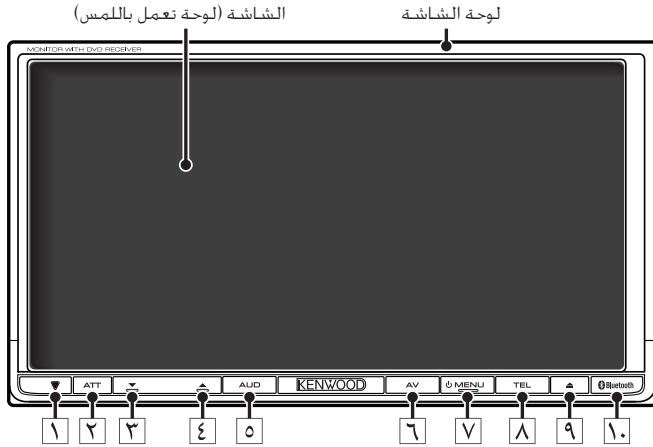 لوحة الشاشة
الشاشة (لوحة تعمل باللمس)
MONITOR WITH DVD RECEIVER
ATT AUD KENWOOD AV MENU TEL Bluetooth
١ ٢ ٣ ٤ ٥ ٦ ٧ ٨ ٩ ١٠